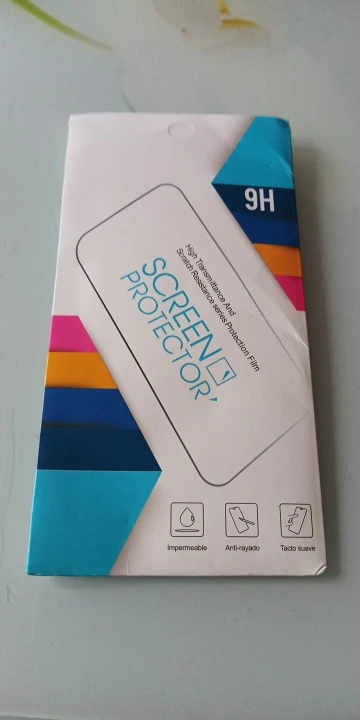 9H
High Transmittance And
Scratch Resistance series Protection Film
SCREEN
PROTECTOR
Impermeable
Anti-rayado
Tacto suave